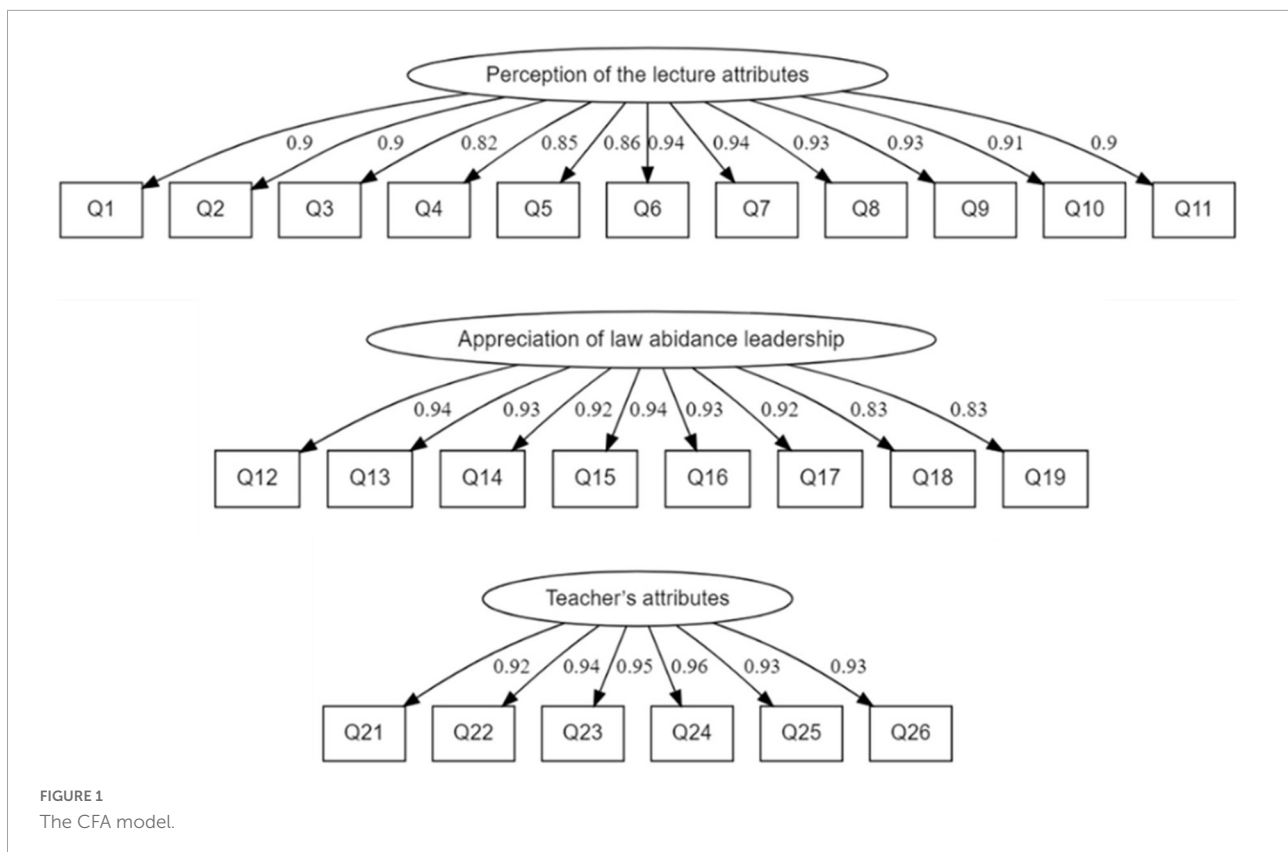 Perception of the lecture attributes
0.9 0.9 0.82 0.85 0.86 0.94 0.94 0.93 0.93 0.91 0.9
Q1 Q2 Q3 Q4 Q5 Q6 Q7 Q8 Q9 Q10 Q11
Appreciation of law abidance leadership
0.94 0.93 0.92 0.94 0.93 0.92 0.83 0.83
Q12 Q13 Q14 Q15 Q16 Q17 Q18 Q19
Teacher's attributes
0.92 0.94 0.95 0.96 0.93 0.93
Q21 Q22 Q23 Q24 Q25 Q26
FIGURE 1
The CFA model.